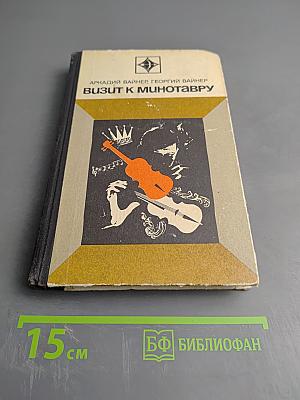 АРКАДИЙ ВАЙНЕР, ГЕОРГИЙ ВАЙНЕР
ВИЗИТ К МИНОТАВРУ
15 см
БФ БИБЛИОФАН